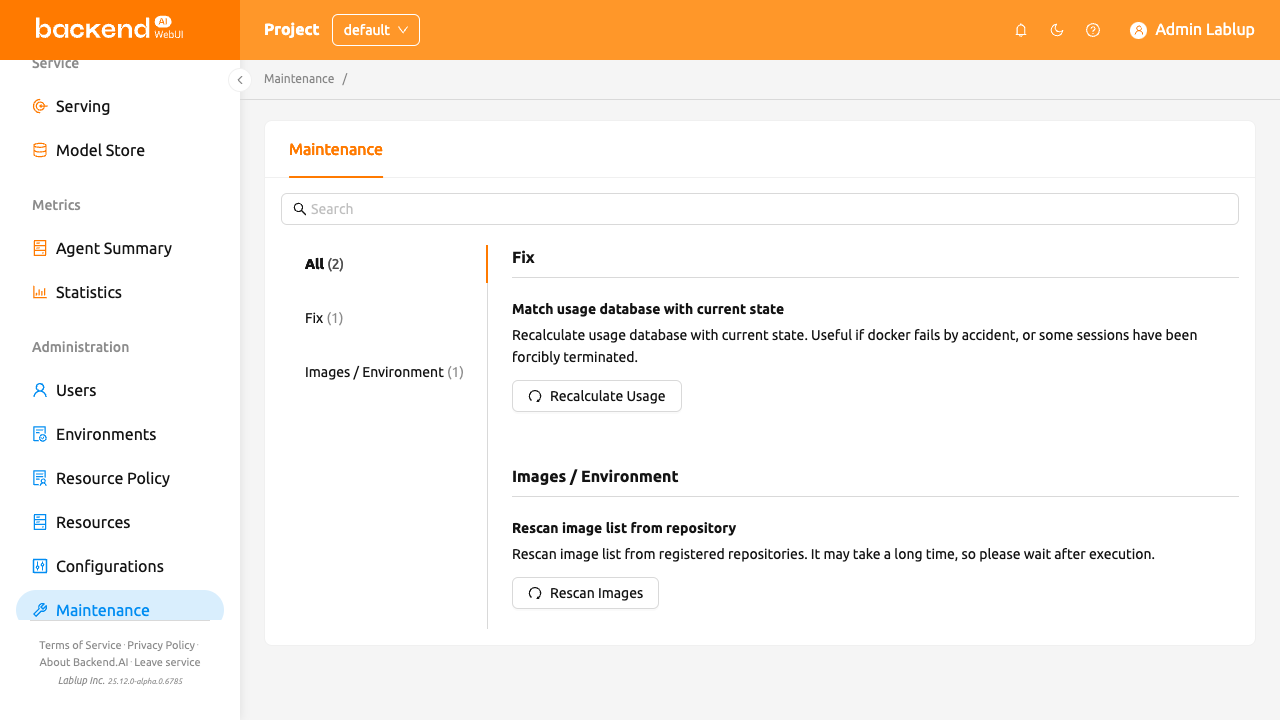 backend AI WebUI
Project default
Admin Lablup
Service
Serving
Model Store
Metrics
Agent Summary
Statistics
Administration
Users
Environments
Resource Policy
Resources
Configurations
Maintenance
Terms of Service · Privacy Policy ·
About Backend.AI · Leave service
Lablup Inc. 25.12.0-alpha.0.6785
Maintenance /
Maintenance
Search
All (2)
Fix (1)
Images / Environment (1)
Fix
Match usage database with current state
Recalculate usage database with current state. Useful if docker fails by accident, or some sessions have been
forcibly terminated.
Recalculate Usage
Images / Environment
Rescan image list from repository
Rescan image list from registered repositories. It may take a long time, so please wait after execution.
Rescan Images